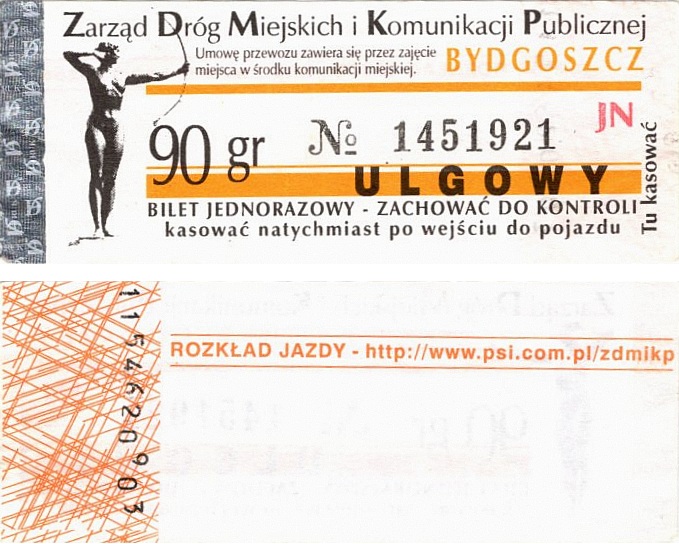 Zarząd Dróg Miejskich i Komunikacji Publicznej
Umowę przewozu zawiera się przez zajęcie
miejsca w środku komunikacji miejskiej.
BYDGOSZCZ
90 gr
№ 1451921
JN
ULGOWY
BILET JEDNORAZOWY - ZACHOWAĆ DO KONTROLI
kasować natychmiast po wejściu do pojazdu
Tu kasować
1154620903
ROZKŁAD JAZDY - http://www.psi.com.pl/zdmikp